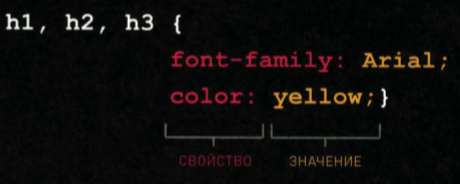 h1, h2, h3 {
font-family: Arial;
color: yellow;}
СВОЙСТВО ЗНАЧЕНИЕ